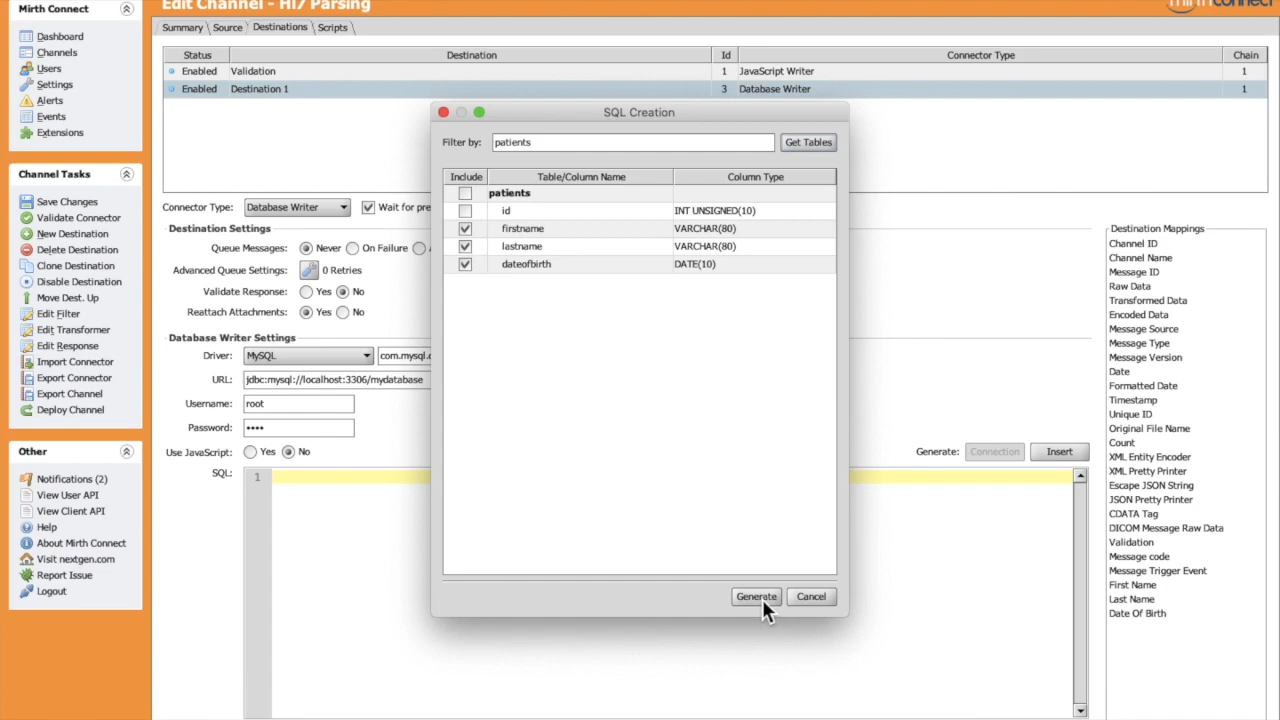 Mirth Connect
Dashboard
Channels
Users
Settings
Alerts
Events
Extensions
Channel Tasks
Save Changes
Validate Connector
New Destination
Delete Destination
Clone Destination
Disable Destination
Move Dest. Up
Edit Filter
Edit Transformer
Edit Response
Import Connector
Export Connector
Export Channel
Deploy Channel
Other
Notifications (2)
View User API
View Client API
Help
About Mirth Connect
Visit nextgen.com
Report Issue
Logout
Edit Channel - Hl7 Parsing
mirth connect
Summary Source Destinations Scripts
Status Destination Id Connector Type Chain
Enabled Validation 1 JavaScript Writer 1
Enabled Destination 1 3 Database Writer 1
Connector Type: Database Writer Wait for pre
Destination Settings
Queue Messages: Never On Failure
Advanced Queue Settings: 0 Retries
Validate Response: Yes No
Reattach Attachments: Yes No
Database Writer Settings
Driver: MySQL com.mysql.
URL: jdbc:mysql://localhost:3306/mydatabase
Username: root
Password: ••••
Use JavaScript: Yes No
Generate: Connection Insert
SQL: 1
SQL Creation
Filter by: patients Get Tables
Include Table/Column Name Column Type
patients
id INT UNSIGNED(10)
firstname VARCHAR(80)
lastname VARCHAR(80)
dateofbirth DATE(10)
Generate Cancel
Destination Mappings
Channel ID
Channel Name
Message ID
Raw Data
Transformed Data
Encoded Data
Message Source
Message Type
Message Version
Date
Formatted Date
Timestamp
Unique ID
Original File Name
Count
XML Entity Encoder
XML Pretty Printer
Escape JSON String
JSON Pretty Printer
CDATA Tag
DICOM Message Raw Data
Validation
Message code
Message Trigger Event
First Name
Last Name
Date Of Birth